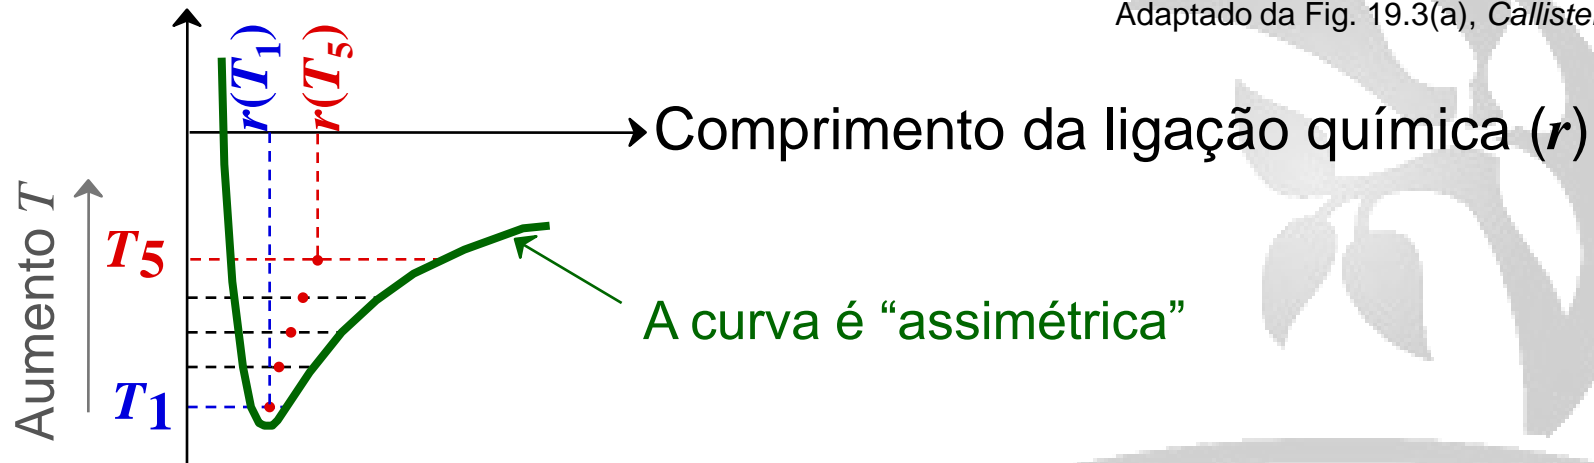 Adaptado da Fig. 19.3(a), Calliste
r(T1)
r(T5)
Comprimento da ligação química (r)
Aumento T
T5
A curva é “assimétrica”
T1